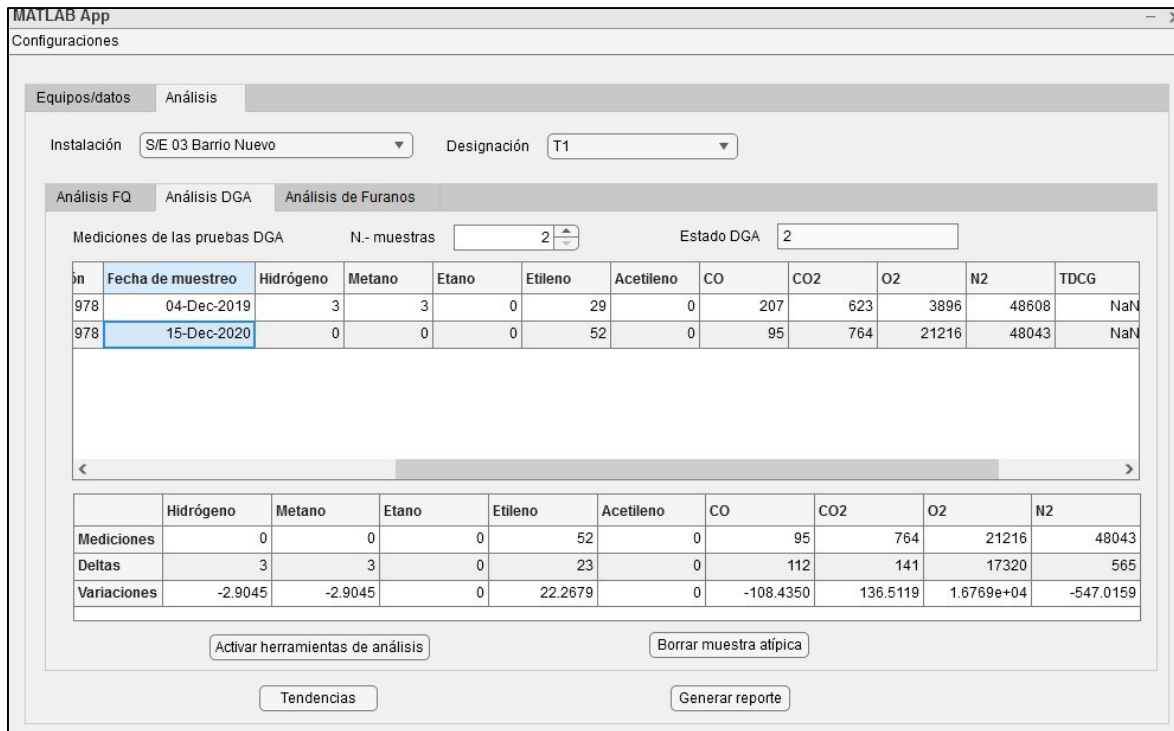 MATLAB App
Configuraciones
Equipos/datos Análisis
Instalación S/E 03 Barrio Nuevo Designación T1
Análisis FQ Análisis DGA Análisis de Furanos
Mediciones de las pruebas DGA N.- muestras 2 Estado DGA 2
ón Fecha de muestreo Hidrógeno Metano Etano Etileno Acetileno CO CO2 O2 N2 TDCG
978 04-Dec-2019 3 3 0 29 0 207 623 3896 48608 NaN
978 15-Dec-2020 0 0 0 52 0 95 764 21216 48043 NaN
Hidrógeno Metano Etano Etileno Acetileno CO CO2 O2 N2
Mediciones 0 0 0 52 0 95 764 21216 48043
Deltas 3 3 0 23 0 112 141 17320 565
Variaciones -2.9045 -2.9045 0 22.2679 0 -108.4350 136.5119 1.6769e+04 -547.0159
Activar herramientas de análisis Borrar muestra atípica
Tendencias Generar reporte